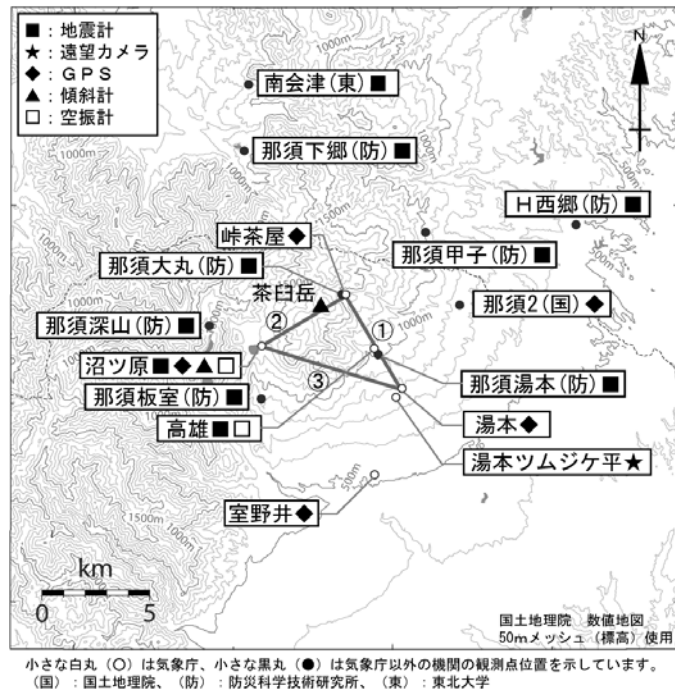 ■：地震計
★：遠望カメラ
◆：ＧＰＳ
▲：傾斜計
□：空振計
N
南会津(東)■
那須下郷(防)■
Ｈ西郷(防)■
峠茶屋◆
那須甲子(防)■
那須大丸(防)■
茶臼岳
那須2(国)◆
那須深山(防)■
②
①
沼ツ原■◆▲□
③
那須湯本(防)■
那須板室(防)■
高雄■□
湯本◆
湯本ツムジケ平★
室野井◆
1000m
1000m
500m
500m
1000m
1000m
500m
1500m
1000m
km
0 5
国土地理院 数値地図
50mメッシュ(標高)使用
小さな白丸(○)は気象庁、小さな黒丸(●)は気象庁以外の機関の観測点位置を示しています。
(国)：国土地理院、(防)：防災科学技術研究所、(東)：東北大学